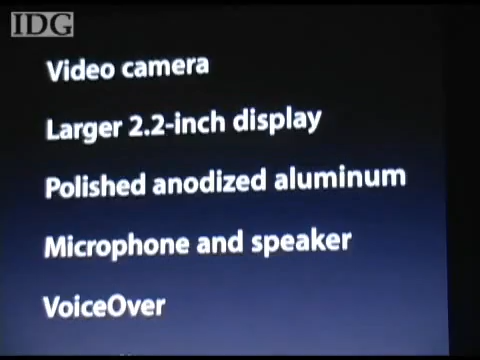 IDG
Video camera
Larger 2.2-inch display
Polished anodized aluminum
Microphone and speaker
VoiceOver